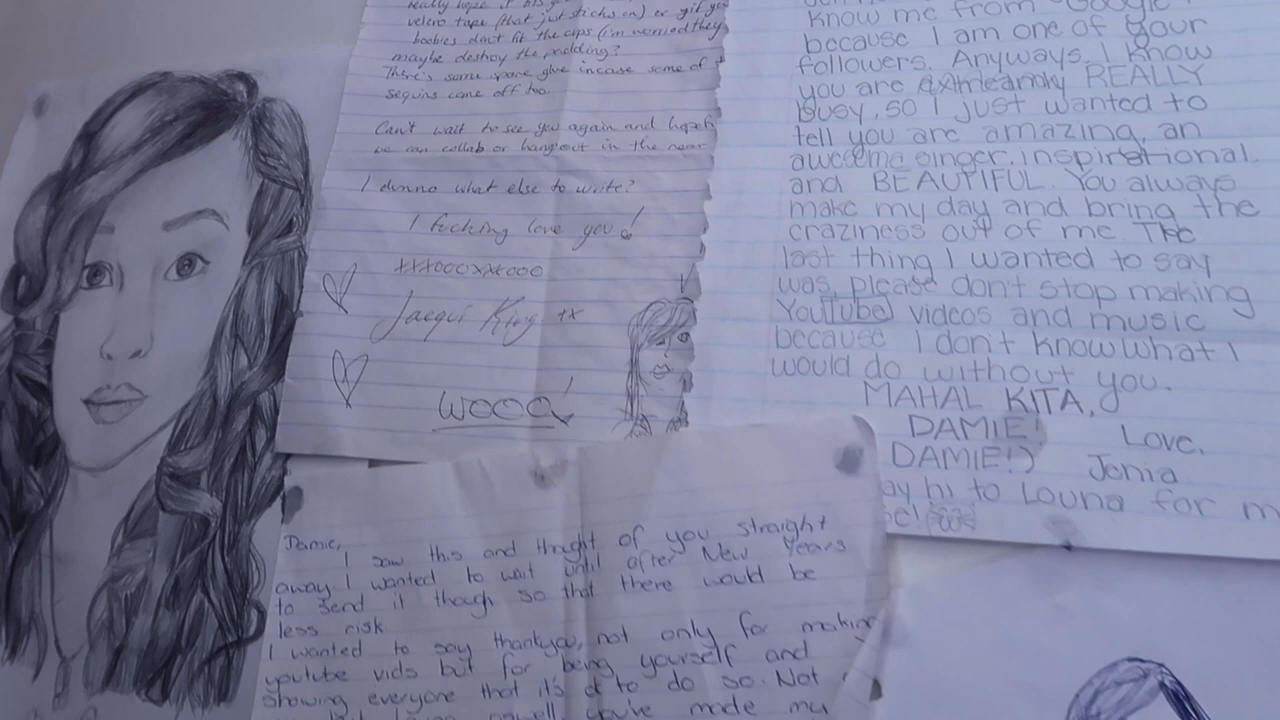 really hope it
velcro tape (that just sticks on) or if your
boobies don't fit the cups (i'm worried they
maybe destroy the padding?
There's some spare glue incase some of
sequins come off too.
Can't wait to see you again and hopefu
we can collab or hangout in the near
I dunno what else to write?
I fucking love you!
xxxoooxxooo
Jacqui King xx
wooo!
know me from Google+
because I am one of your
followers. Anyways, I know
you are REALLY
busy, so I just wanted to
tell you are amazing, an
awesome singer, inspirational
and BEAUTIFUL. You always
make my day and bring the
craziness out of me. The
last thing I wanted to say
was, please don't stop making
YouTube videos and music
because I don't know what I
would do without you.
MAHAL KITA,
DAMIE! Love,
DAMIE!) Jenia
ay hi to Louna for m
se!
Damie,
I saw this and thought of you straight
away. I wanted to wait until after New Years
to send it though so that there would be
less risk.
I wanted to say thankyou, not only for making
youtube vids but for being yourself and
showing everyone that it's ok to do so. Not
aswell, you've made my